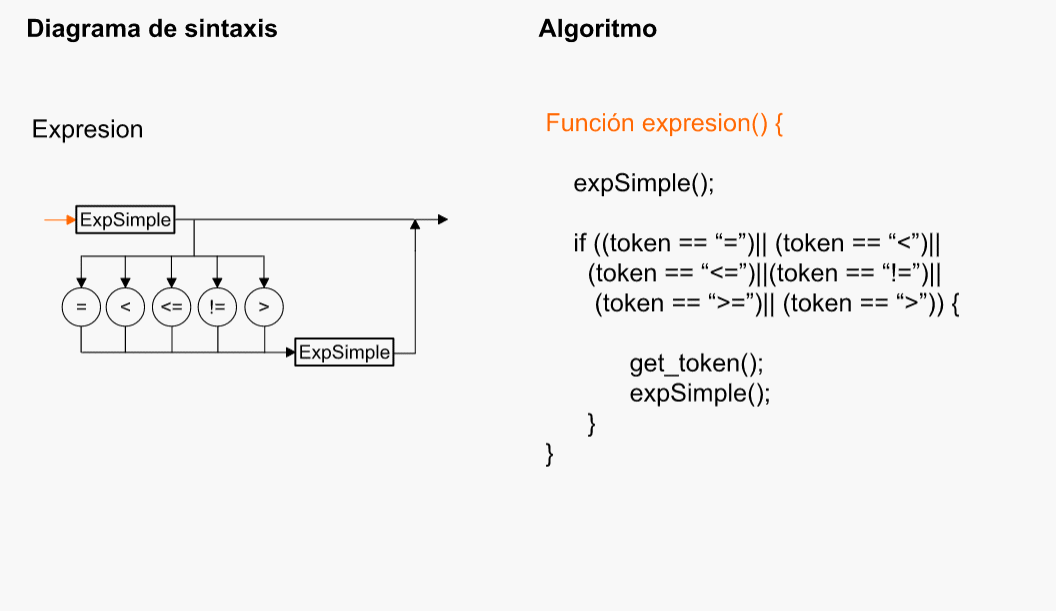 Diagrama de sintaxis
Expresion
ExpSimple
= < <= != >
ExpSimple
Algoritmo
Función expresion() {
expSimple();
if ((token == “=”)|| (token == “<”)||
(token == “<=”)||(token == “!=”)||
(token == “>=”)|| (token == “>”)) {
get_token();
expSimple();
}
}